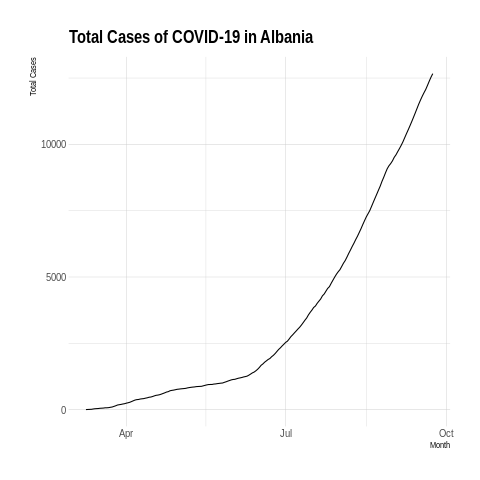 Total Cases of COVID-19 in Albania
Total Cases
10000
5000
0
Apr Jul Oct
Month